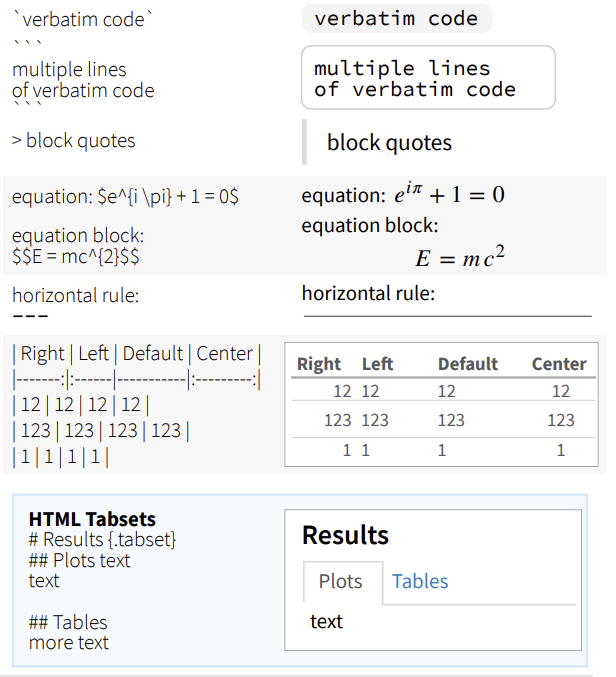 `verbatim code`
verbatim code
```
multiple lines
of verbatim code
```
multiple lines
of verbatim code
> block quotes
block quotes
equation: $e^{i \pi} + 1 = 0$
equation: e^{iπ} + 1 = 0
equation block:
$$E = mc^{2}$$
equation block:
E = mc²
horizontal rule:
---
horizontal rule:
| Right | Left | Default | Center |
|-------:|:------|-----------|:---------:|
| 12 | 12 | 12 | 12 |
| 123 | 123 | 123 | 123 |
| 1 | 1 | 1 | 1 |
Right Left Default Center
12 12 12 12
123 123 123 123
1 1 1 1
HTML Tabsets
# Results {.tabset}
## Plots text
text
## Tables
more text
Results
Plots Tables
text